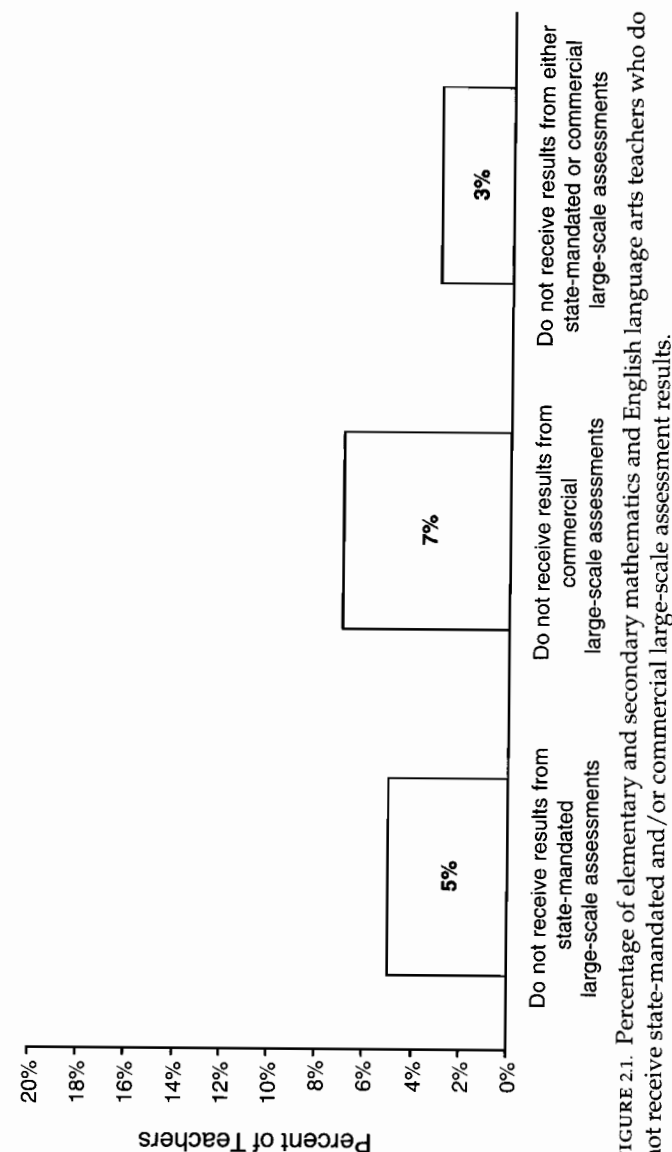 Percent of Teachers
20%
18%
16%
14%
12%
10%
8%
6%
4%
2%
0%
5%
7%
3%
Do not receive results from
state-mandated
large-scale assessments
Do not receive results from
commercial
large-scale assessments
Do not receive results from either
state-mandated or commercial
large-scale assessments
IGURE 2.1. Percentage of elementary and secondary mathematics and English language arts teachers who do
not receive state-mandated and/or commercial large-scale assessment results.